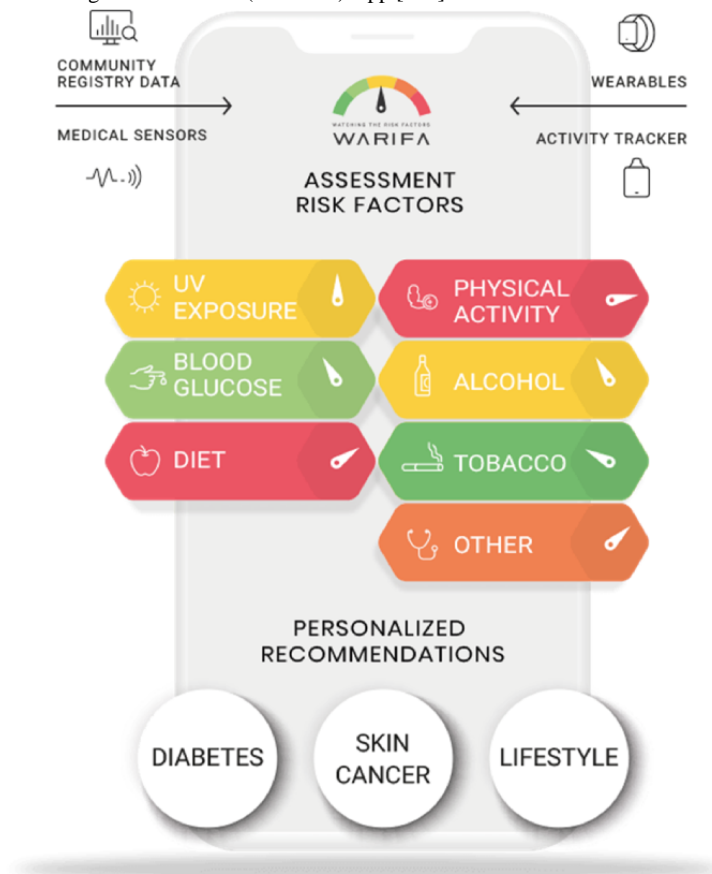 COMMUNITY
REGISTRY DATA
MEDICAL SENSORS
WEARABLES
ACTIVITY TRACKER
WATCHING THE RISK FACTORS
WARIFA
ASSESSMENT
RISK FACTORS
UV
EXPOSURE
PHYSICAL
ACTIVITY
BLOOD
GLUCOSE
ALCOHOL
DIET
TOBACCO
OTHER
PERSONALIZED
RECOMMENDATIONS
DIABETES
SKIN
CANCER
LIFESTYLE